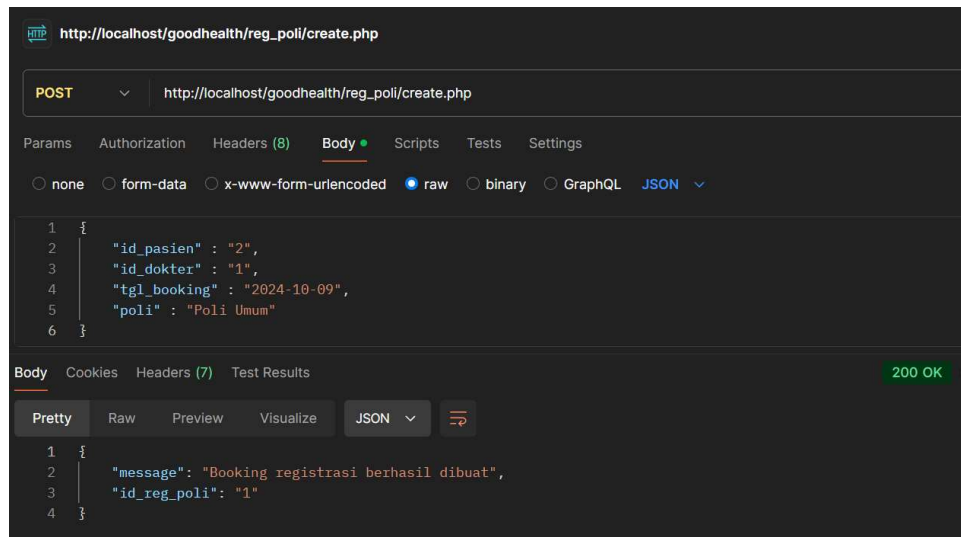 HTTP http://localhost/goodhealth/reg_poli/create.php
POST http://localhost/goodhealth/reg_poli/create.php
Params Authorization Headers (8) Body Scripts Tests Settings
none form-data x-www-form-urlencoded raw binary GraphQL JSON
1 {
2 "id_pasien" : "2",
3 "id_dokter" : "1",
4 "tgl_booking" : "2024-10-09",
5 "poli" : "Poli Umum"
6 }
Body Cookies Headers (7) Test Results 200 OK
Pretty Raw Preview Visualize JSON
1 {
2 "message": "Booking registrasi berhasil dibuat",
3 "id_reg_poli": "1"
4 }